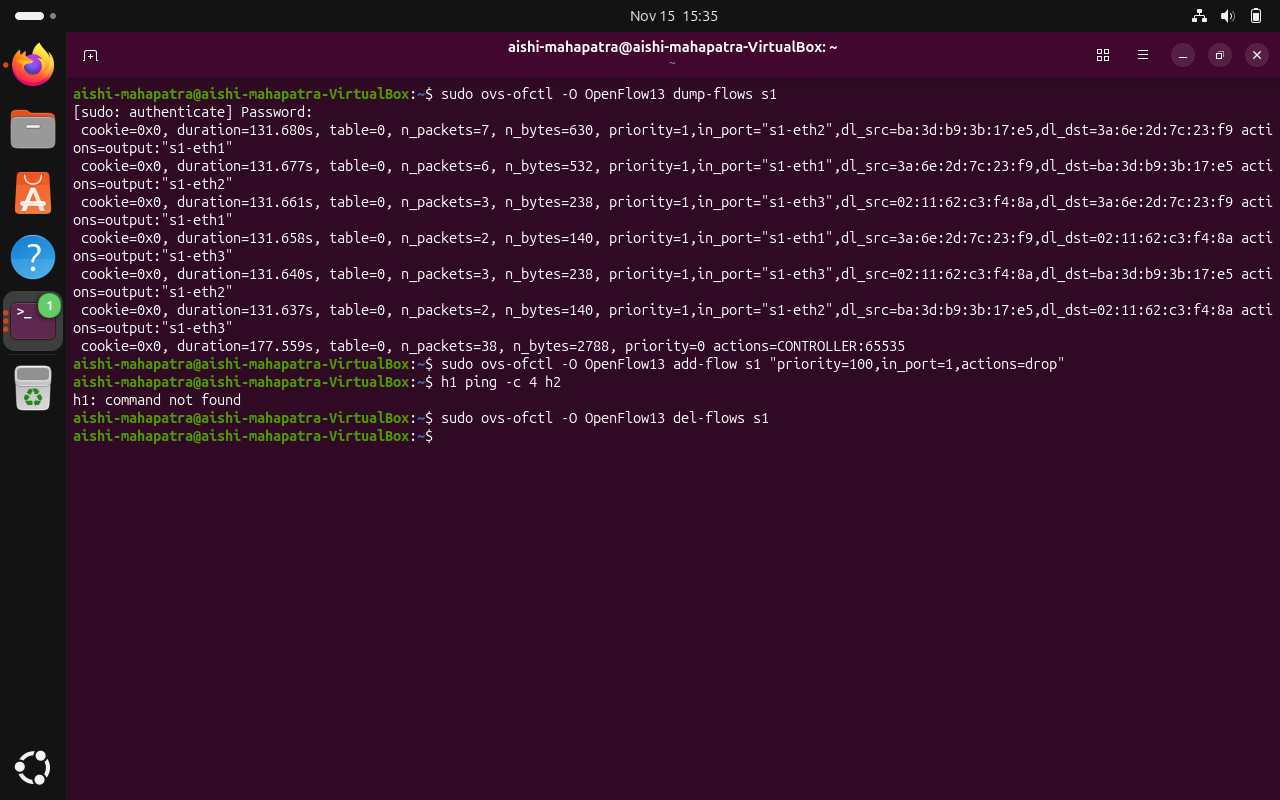 Nov 15  15:35
aishi-mahapatra@aishi-mahapatra-VirtualBox: ~
~
aishi-mahapatra@aishi-mahapatra-VirtualBox:~$ sudo ovs-ofctl -O OpenFlow13 dump-flows s1
[sudo: authenticate] Password:
 cookie=0x0, duration=131.680s, table=0, n_packets=7, n_bytes=630, priority=1,in_port="s1-eth2",dl_src=ba:3d:b9:3b:17:e5,dl_dst=3a:6e:2d:7c:23:f9 acti
ons=output:"s1-eth1"
 cookie=0x0, duration=131.677s, table=0, n_packets=6, n_bytes=532, priority=1,in_port="s1-eth1",dl_src=3a:6e:2d:7c:23:f9,dl_dst=ba:3d:b9:3b:17:e5 acti
ons=output:"s1-eth2"
 cookie=0x0, duration=131.661s, table=0, n_packets=3, n_bytes=238, priority=1,in_port="s1-eth3",dl_src=02:11:62:c3:f4:8a,dl_dst=3a:6e:2d:7c:23:f9 acti
ons=output:"s1-eth1"
 cookie=0x0, duration=131.658s, table=0, n_packets=2, n_bytes=140, priority=1,in_port="s1-eth1",dl_src=3a:6e:2d:7c:23:f9,dl_dst=02:11:62:c3:f4:8a acti
ons=output:"s1-eth3"
 cookie=0x0, duration=131.640s, table=0, n_packets=3, n_bytes=238, priority=1,in_port="s1-eth3",dl_src=02:11:62:c3:f4:8a,dl_dst=ba:3d:b9:3b:17:e5 acti
ons=output:"s1-eth2"
 cookie=0x0, duration=131.637s, table=0, n_packets=2, n_bytes=140, priority=1,in_port="s1-eth2",dl_src=ba:3d:b9:3b:17:e5,dl_dst=02:11:62:c3:f4:8a acti
ons=output:"s1-eth3"
 cookie=0x0, duration=177.559s, table=0, n_packets=38, n_bytes=2788, priority=0 actions=CONTROLLER:65535
aishi-mahapatra@aishi-mahapatra-VirtualBox:~$ sudo ovs-ofctl -O OpenFlow13 add-flow s1 "priority=100,in_port=1,actions=drop"
aishi-mahapatra@aishi-mahapatra-VirtualBox:~$ h1 ping -c 4 h2
h1: command not found
aishi-mahapatra@aishi-mahapatra-VirtualBox:~$ sudo ovs-ofctl -O OpenFlow13 del-flows s1
aishi-mahapatra@aishi-mahapatra-VirtualBox:~$
?
>_
1